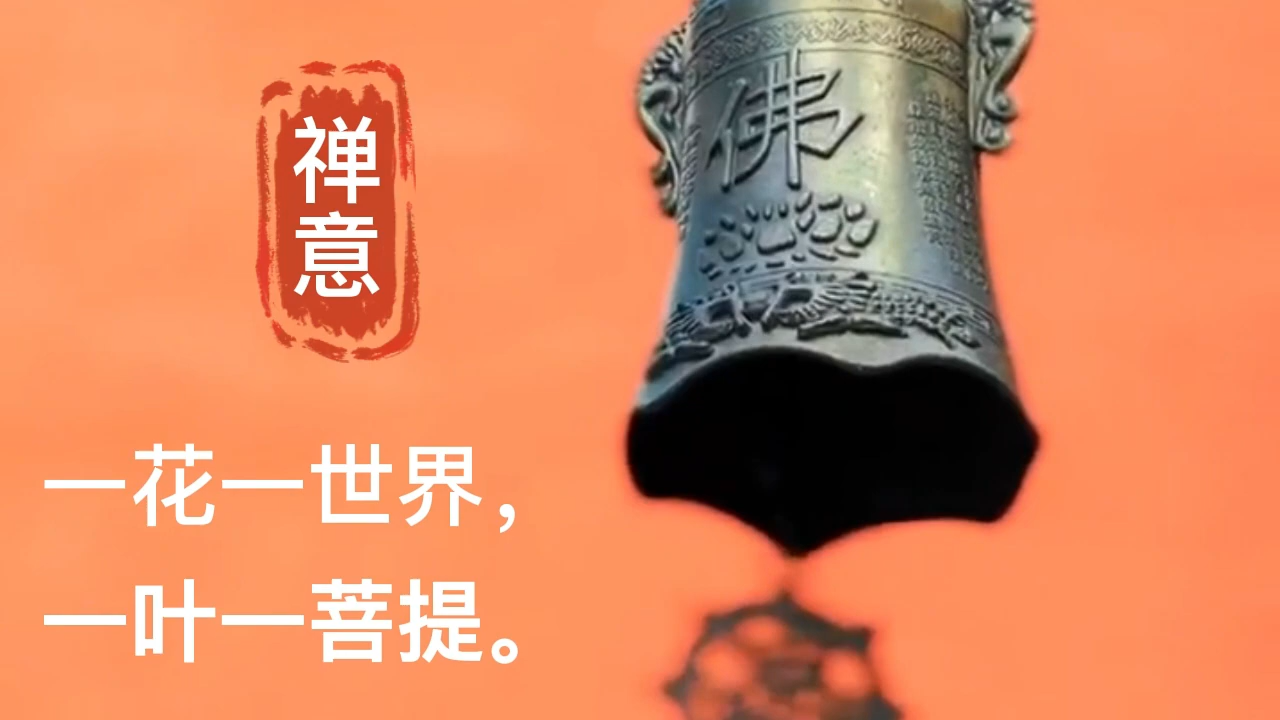 禅意
佛
一花一世界，
一叶一菩提。